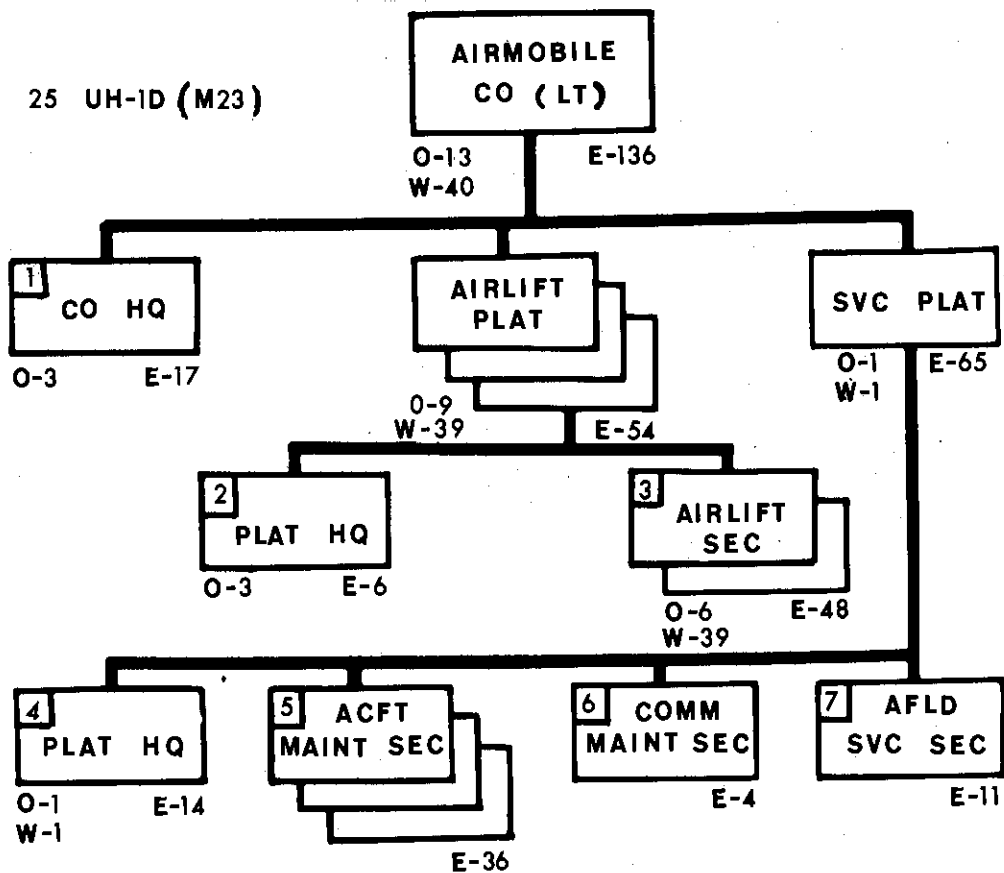 AIRMOBILE
CO (LT)
25 UH-1D (M23)
O-13 E-136
W-40
1
CO HQ
O-3 E-17
AIRLIFT
PLAT
O-9
W-39 E-54
SVC PLAT
O-1 E-65
W-1
2
PLAT HQ
O-3 E-6
3
AIRLIFT
SEC
O-6 E-48
W-39
4
PLAT HQ
O-1 E-14
W-1
5
ACFT
MAINT SEC
E-36
6
COMM
MAINT SEC
E-4
7
AFLD
SVC SEC
E-11